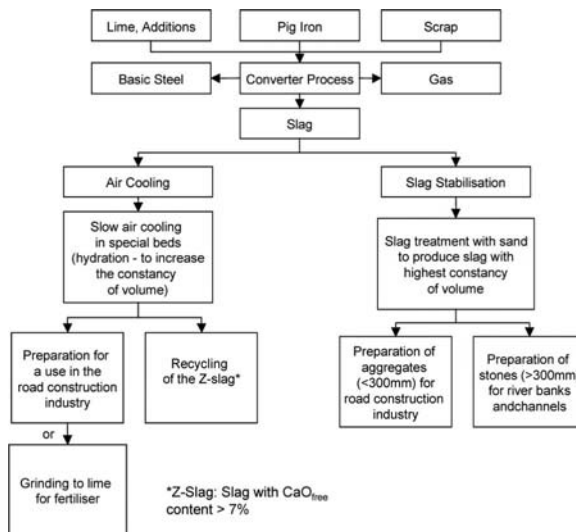 Lime, Additions
Pig Iron
Scrap
Basic Steel
Converter Process
Gas
Slag
Air Cooling
Slag Stabilisation
Slow air cooling
in special beds
(hydration - to increase
the constancy
of volume)
Slag treatment with sand
to produce slag with
highest constancy
of volume
Preparation for
a use in the
road construction
industry
Recycling
of the Z-slag*
Preparation of
aggregates
(<300mm) for
road construction
industry
Preparation of
stones (>300mm)
for river banks
andchannels
or
Grinding to lime
for fertiliser
*Z-Slag: Slag with CaOfree
content > 7%